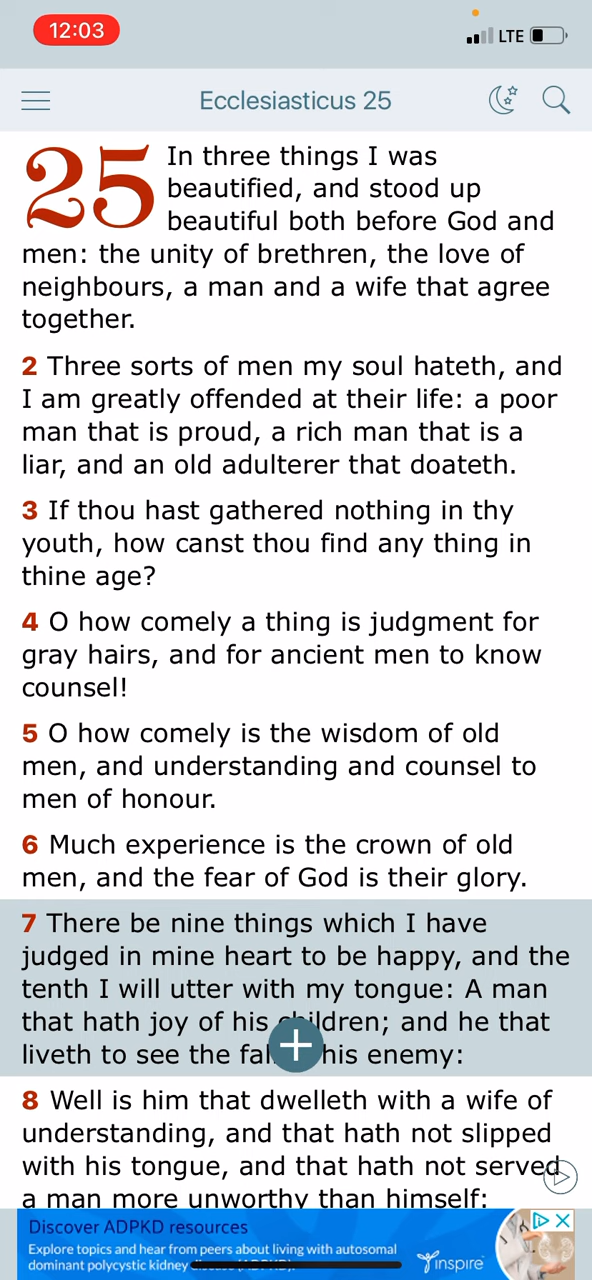 12:03
LTE
Ecclesiasticus 25
25 In three things I was
beautified, and stood up
beautiful both before God and
men: the unity of brethren, the love of
neighbours, a man and a wife that agree
together.
2 Three sorts of men my soul hateth, and
I am greatly offended at their life: a poor
man that is proud, a rich man that is a
liar, and an old adulterer that doateth.
3 If thou hast gathered nothing in thy
youth, how canst thou find any thing in
thine age?
4 O how comely a thing is judgment for
gray hairs, and for ancient men to know
counsel!
5 O how comely is the wisdom of old
men, and understanding and counsel to
men of honour.
6 Much experience is the crown of old
men, and the fear of God is their glory.
7 There be nine things which I have
judged in mine heart to be happy, and the
tenth I will utter with my tongue: A man
that hath joy of his children; and he that
liveth to see the his enemy:
8 Well is him that dwelleth with a wife of
understanding, and that hath not slipped
with his tongue, and that hath not served
a man more unworthy than himself:
Discover ADPKD resources
Explore topics and hear from peers about living with autosomal
dominant polycystic kidney
inspire